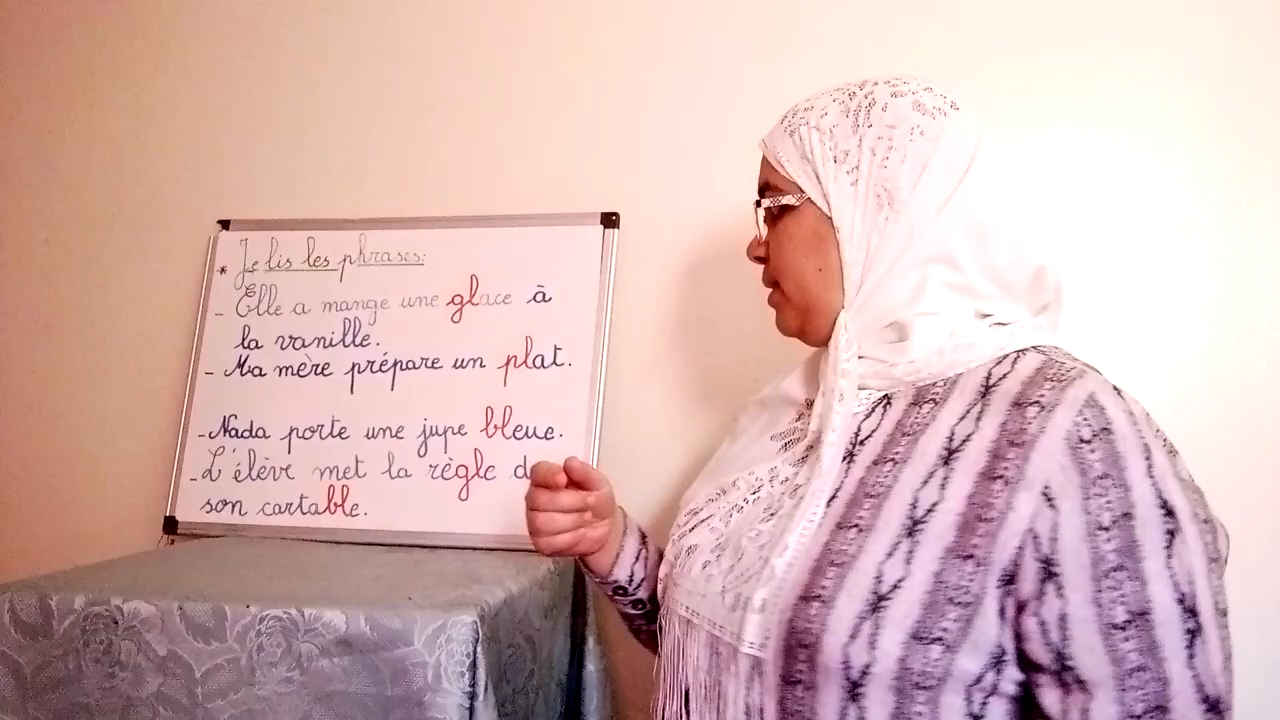 * Je lis les phrases:
- Elle a mange une glace à
la vanille.
- Ma mère prépare un plat.
- Nada porte une jupe bleue.
- L'élève met la règle
son cartable.